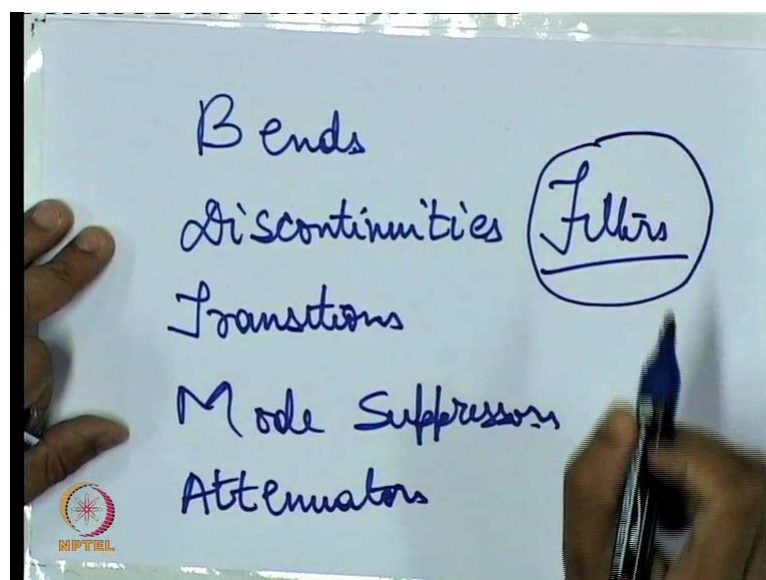 Bends
Discontinuities Filters
Transitions
Mode Suppressors
Attenuators
NPTEL